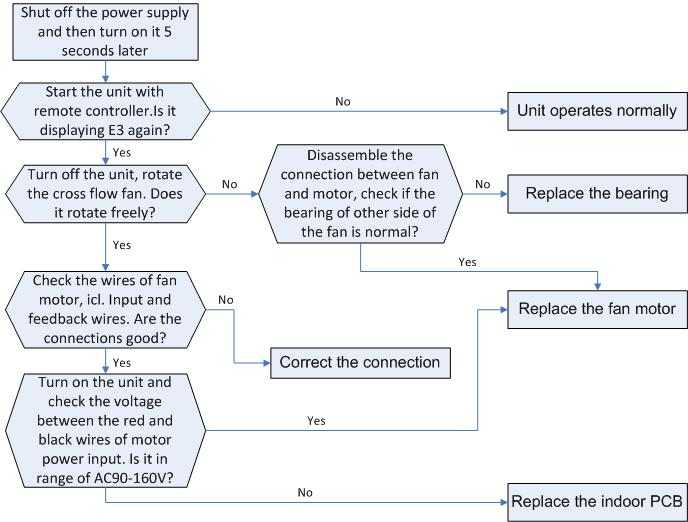 Shut off the power supply
and then turn on it 5
seconds later
Start the unit with
remote controller.Is it
displaying E3 again?
No
Unit operates normally
Yes
Turn off the unit, rotate
the cross flow fan. Does
it rotate freely?
No
Disassemble the
connection between fan
and motor, check if the
bearing of other side of
the fan is normal?
No
Replace the bearing
Yes
Yes
Check the wires of fan
motor, icl. Input and
feedback wires. Are the
connections good?
No
Replace the fan motor
Correct the connection
Yes
Turn on the unit and
check the voltage
between the red and
black wires of motor
power input. Is it in
range of AC90-160V?
Yes
No
Replace the indoor PCB